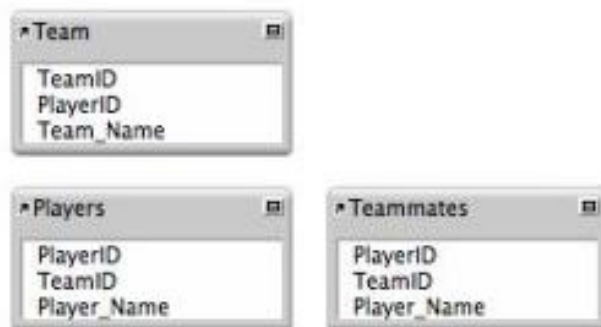 Team
TeamID
PlayerID
Team_Name
Players
PlayerID
TeamID
Player_Name
Teammates
PlayerID
TeamID
Player_Name